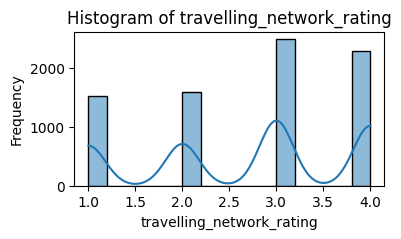 Histogram of travelling_network_rating
Frequency
2000
1000
0
1.0 1.5 2.0 2.5 3.0 3.5 4.0
travelling_network_rating